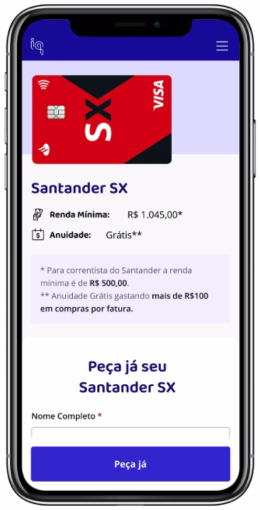 iq
SX
VISA
Santander SX
Renda Mínima: R$ 1.045,00*
Anuidade: Grátis**
* Para correntista do Santander a renda
mínima é de R$ 500,00.
** Anuidade Grátis gastando mais de R$100
em compras por fatura.
Peça já seu
Santander SX
Nome Completo *
Peça já